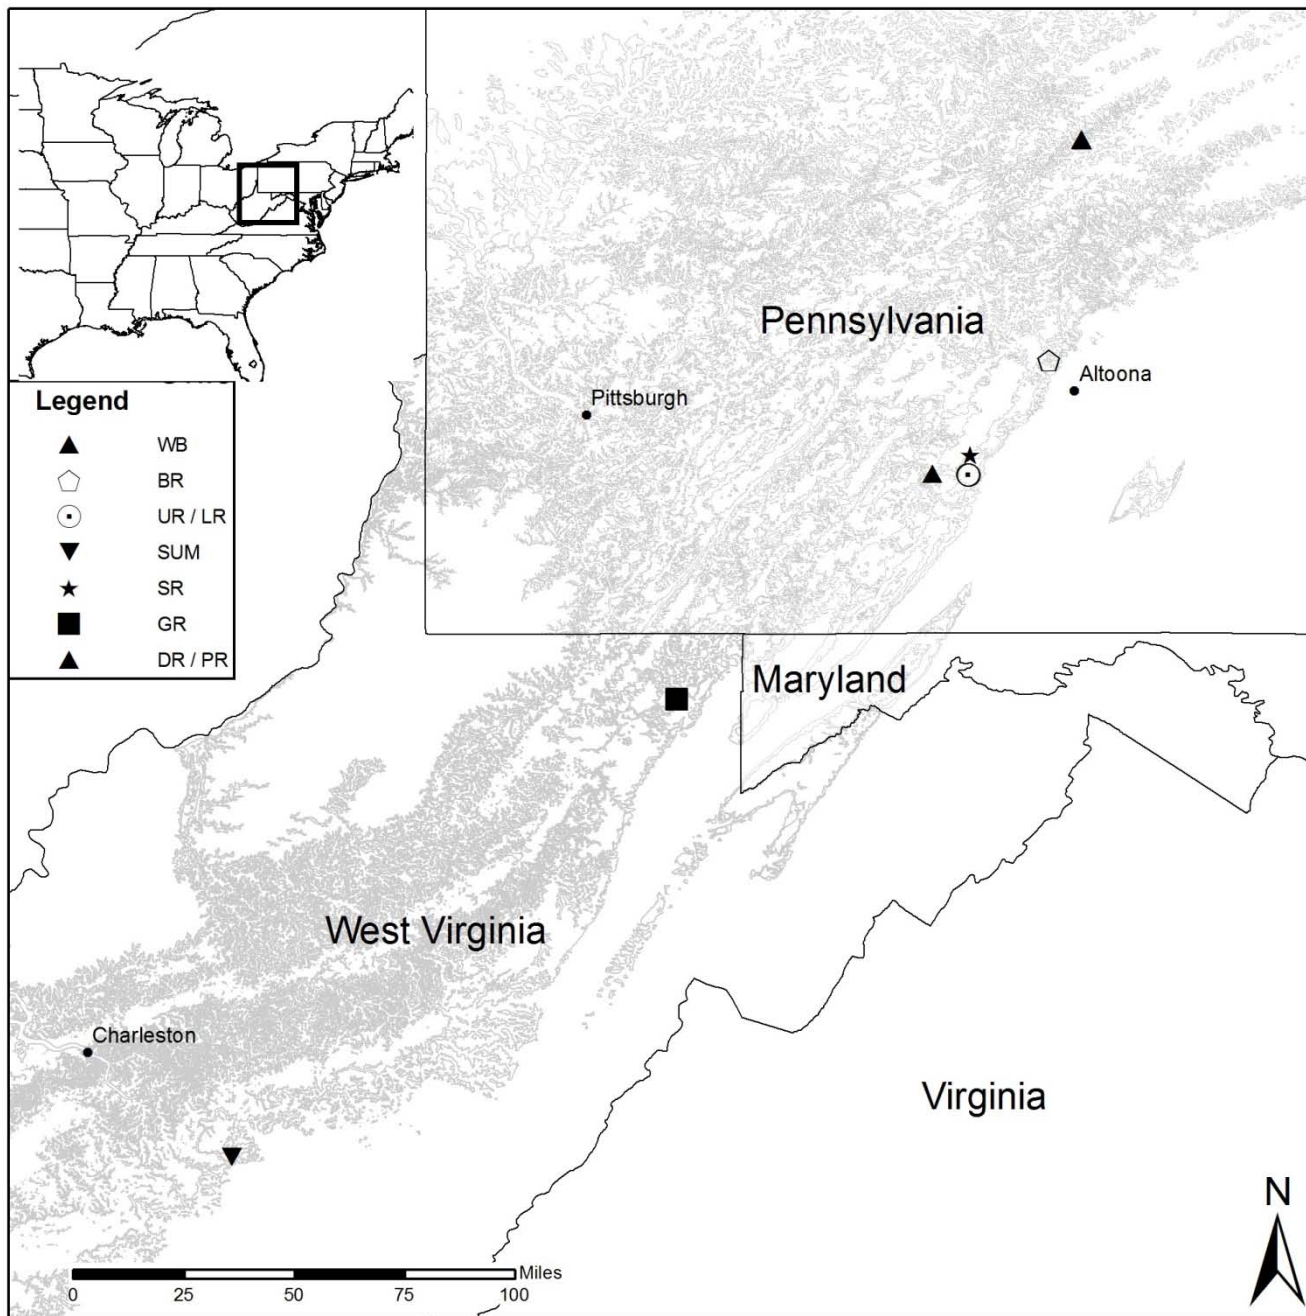 Pennsylvania
Altoona
Pittsburgh
Legend
WB
BR
UR / LR
SUM
SR
GR
DR / PR
Maryland
West Virginia
Charleston
Virginia
N
Miles
0 25 50 75 100